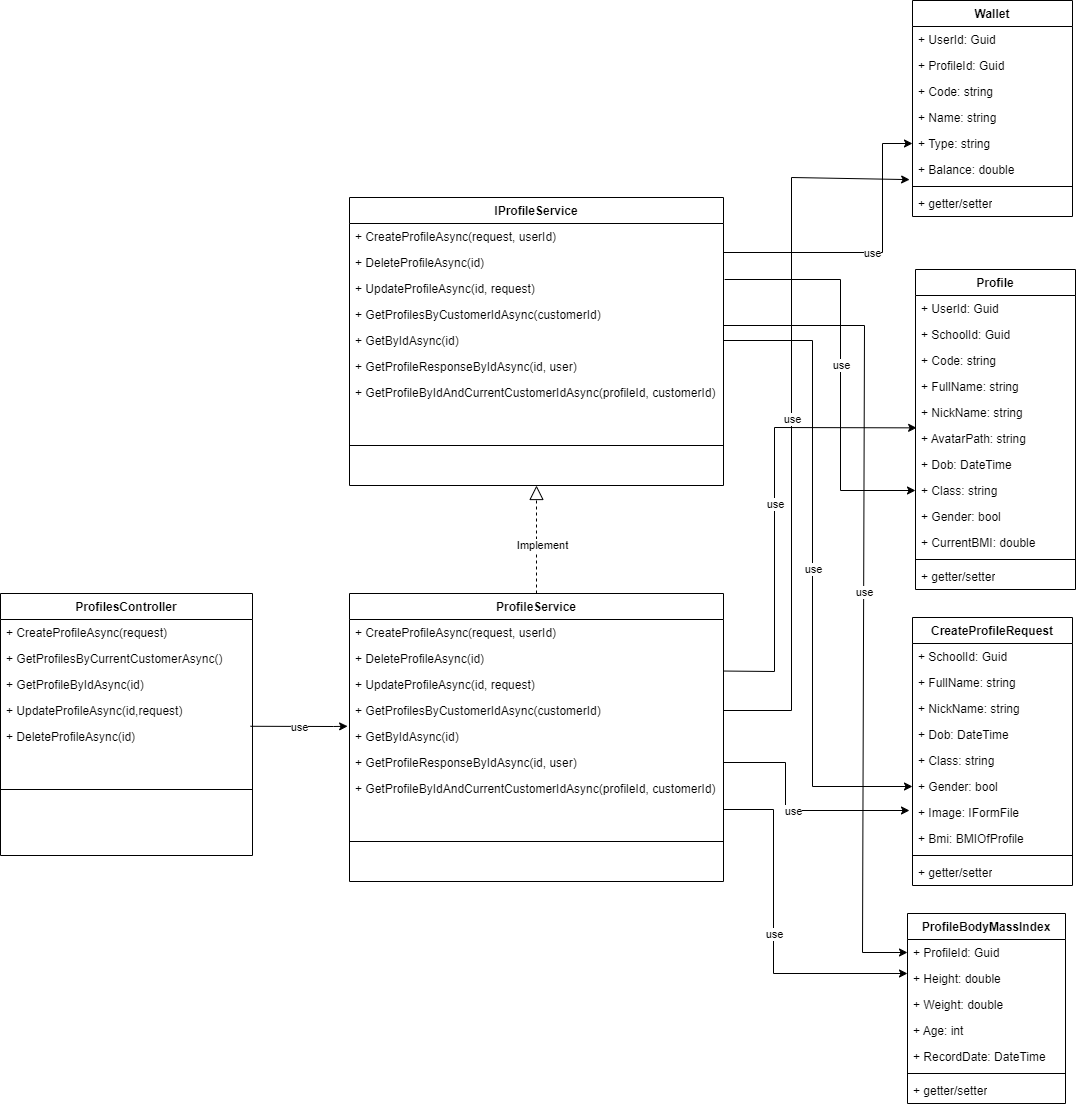 Wallet
+ UserId: Guid
+ ProfileId: Guid
+ Code: string
+ Name: string
+ Type: string
+ Balance: double
+ getter/setter
IProfileService
+ CreateProfileAsync(request, userId)
+ DeleteProfileAsync(id)
+ UpdateProfileAsync(id, request)
+ GetProfilesByCustomerIdAsync(customerId)
+ GetByIdAsync(id)
+ GetProfileResponseByIdAsync(id, user)
+ GetProfileByIdAndCurrentCustomerIdAsync(profileId, customerId)
use
use
use
use
use
use
Implement
Profile
+ UserId: Guid
+ SchoolId: Guid
+ Code: string
+ FullName: string
+ NickName: string
+ AvatarPath: string
+ Dob: DateTime
+ Class: string
+ Gender: bool
+ CurrentBMI: double
+ getter/setter
ProfilesController
+ CreateProfileAsync(request)
+ GetProfilesByCurrentCustomerAsync()
+ GetProfileByIdAsync(id)
+ UpdateProfileAsync(id,request)
+ DeleteProfileAsync(id)
use
ProfileService
+ CreateProfileAsync(request, userId)
+ DeleteProfileAsync(id)
+ UpdateProfileAsync(id, request)
+ GetProfilesByCustomerIdAsync(customerId)
+ GetByIdAsync(id)
+ GetProfileResponseByIdAsync(id, user)
+ GetProfileByIdAndCurrentCustomerIdAsync(profileId, customerId)
use
use
CreateProfileRequest
+ SchoolId: Guid
+ FullName: string
+ NickName: string
+ Dob: DateTime
+ Class: string
+ Gender: bool
+ Image: IFormFile
+ Bmi: BMIOfProfile
+ getter/setter
ProfileBodyMassIndex
+ ProfileId: Guid
+ Height: double
+ Weight: double
+ Age: int
+ RecordDate: DateTime
+ getter/setter